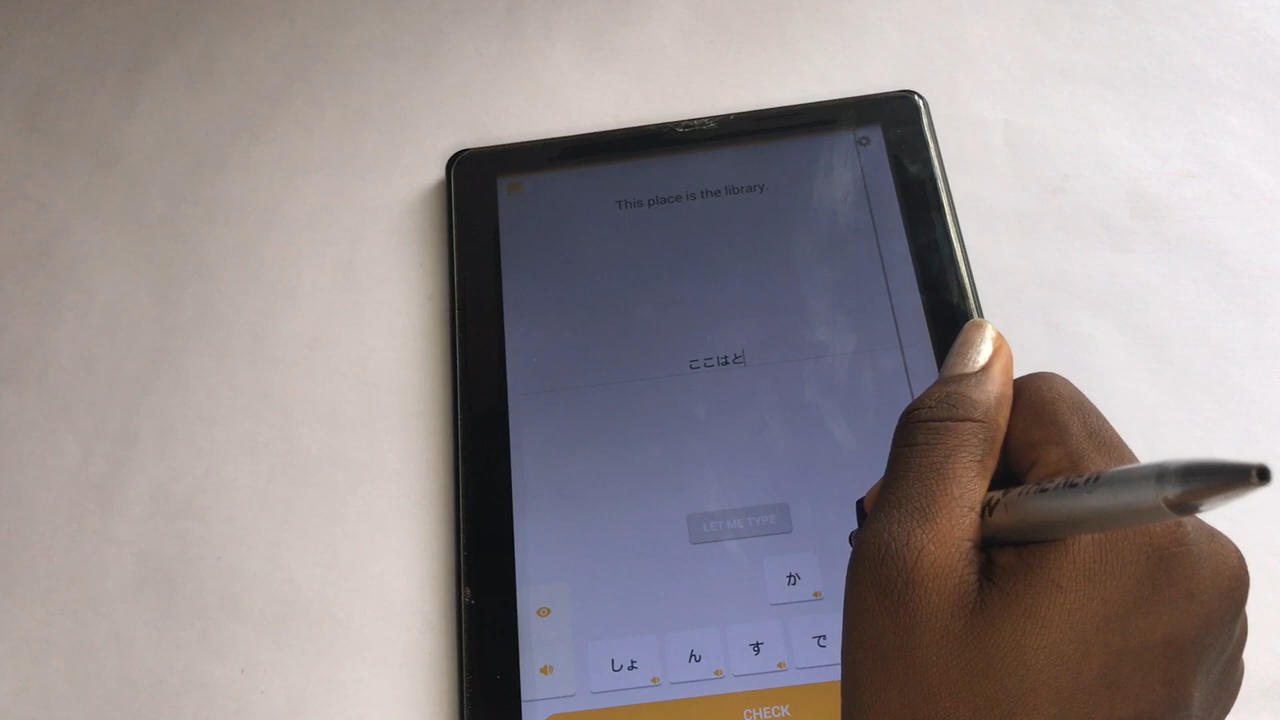 This place is the library.
ここはと
LET ME TYPE
か
しょ
ん
す
で
CHECK